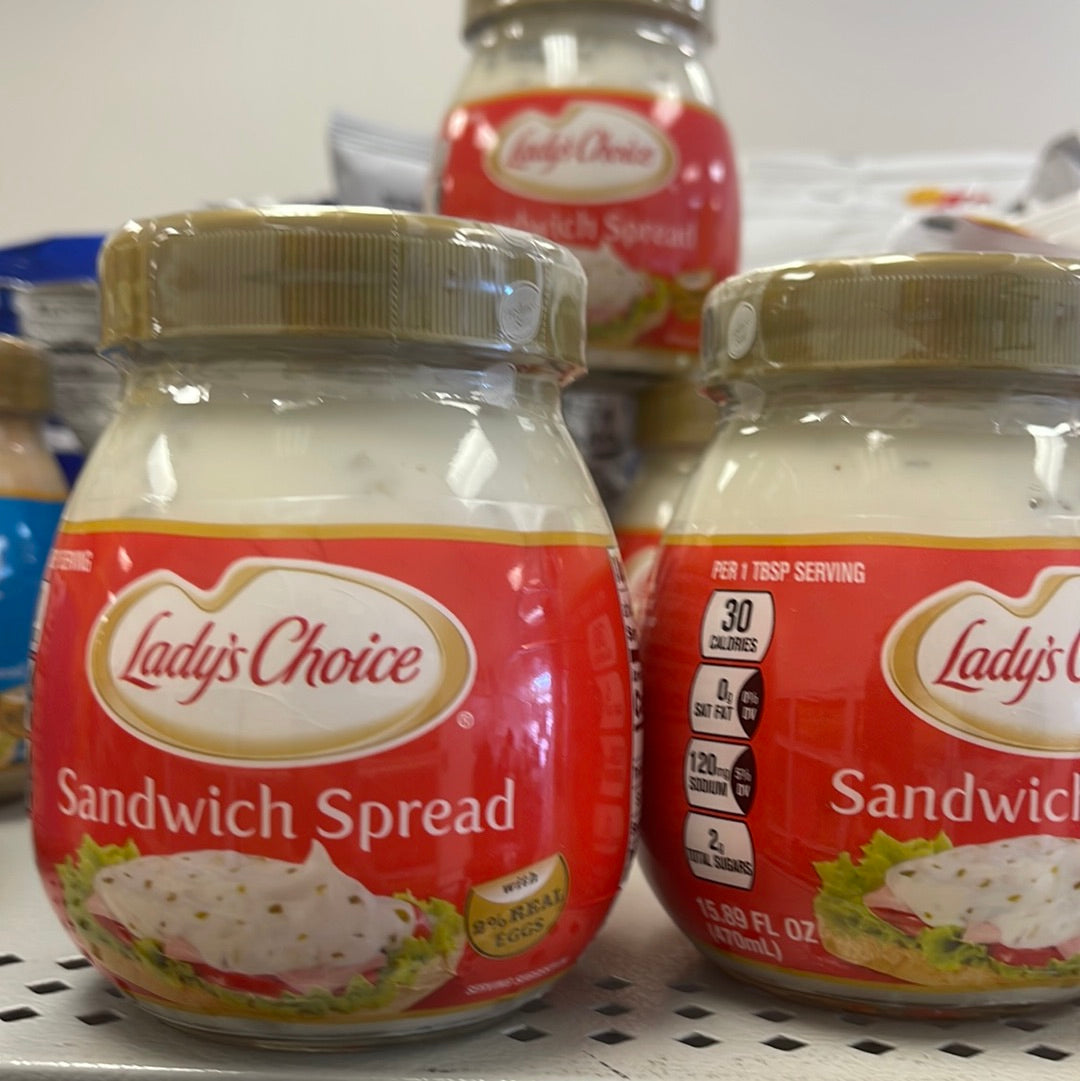 Lady's Choice
Sandwich Spread
Lady's Choice
®
Sandwich Spread
with
2% REAL
EGGS
PER 1 TBSP SERVING
30
CALORIES
0g
SAT FAT
0%
DV
120mg
SODIUM
5%
DV
2g
TOTAL SUGARS
15.89 FL OZ
(470mL)
Lady's C
Sandwich